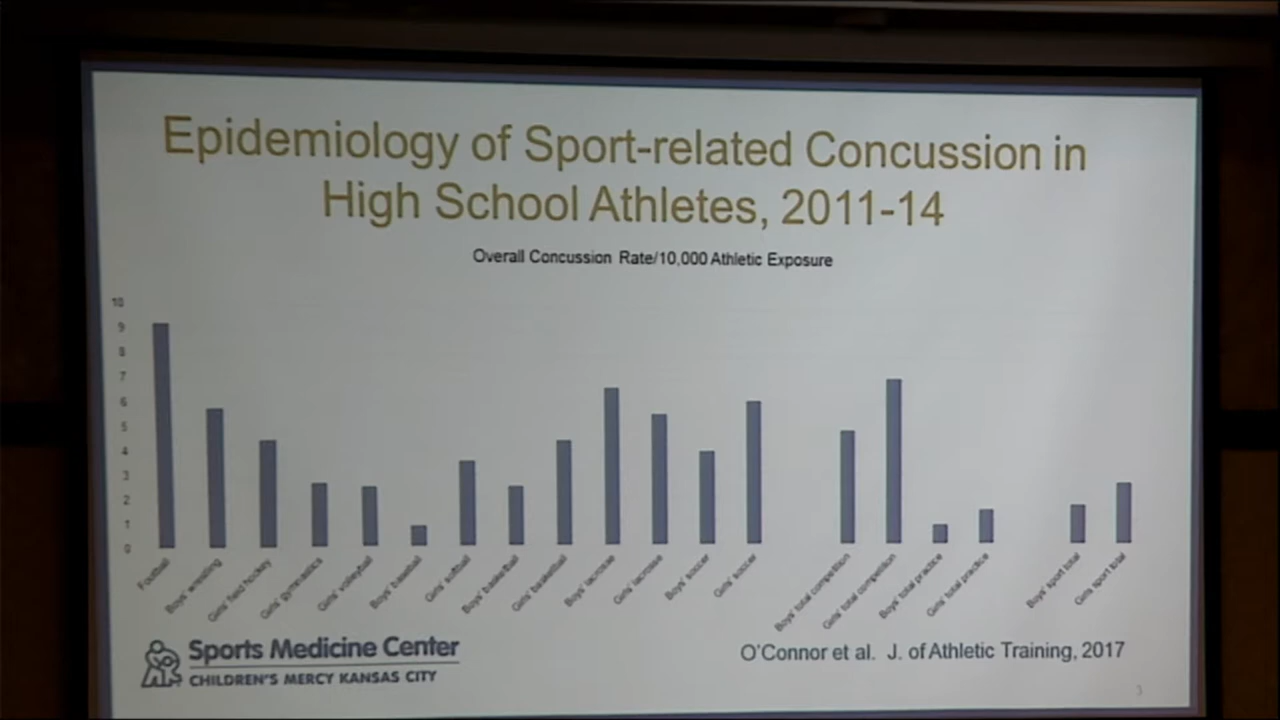 Epidemiology of Sport-related Concussion in
High School Athletes, 2011-14
Overall Concussion Rate/10,000 Athletic Exposure
10
9
8
7
6
5
4
3
2
1
0
Football
Boys' wrestling
Girls' field hockey
Girls' gymnastics
Girls' volleyball
Boys' baseball
Girls' softball
Boys' basketball
Girls' basketball
Boys' lacrosse
Girls' lacrosse
Boys' soccer
Girls' soccer
Boys' total competition
Girls' total competition
Boys' total practice
Girls' total practice
Boys' sport total
Girls sport total
Sports Medicine Center
CHILDREN'S MERCY KANSAS CITY
O'Connor et al. J. of Athletic Training, 2017
3